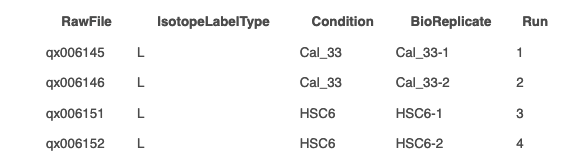 RawFile IsotopeLabelType Condition BioReplicate Run
qx006145 L Cal_33 Cal_33-1 1
qx006146 L Cal_33 Cal_33-2 2
qx006151 L HSC6 HSC6-1 3
qx006152 L HSC6 HSC6-2 4